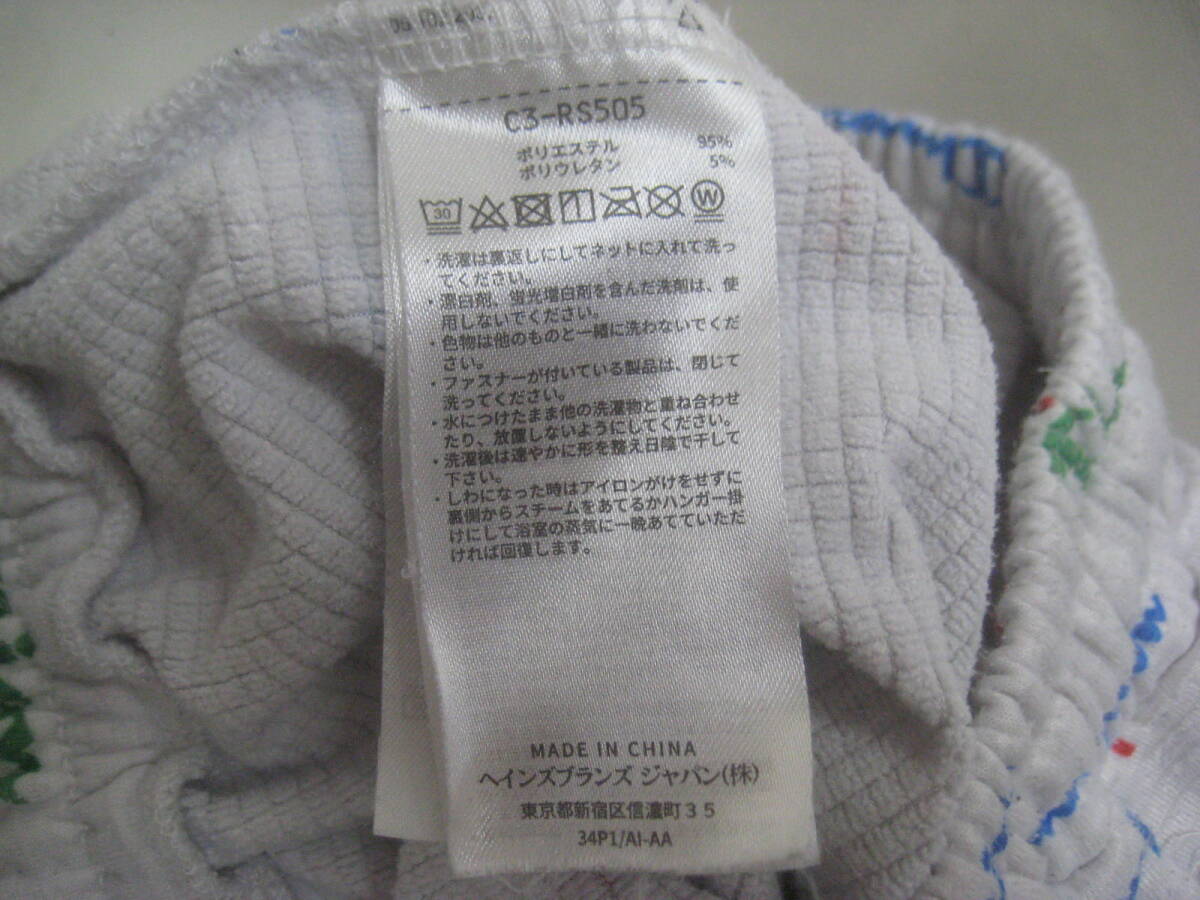 C3-RS505
ポリエステル 95%
ポリウレタン 5%
30 W
・洗濯は裏返しにしてネットに入れて洗っ
てください。
・漂白剤、蛍光増白剤を含んだ洗剤は、使
用しないでください。
・色物は他のものと一緒に洗わないでくだ
さい。
・ファスナーが付いている製品は、閉じて
洗ってください。
・水につけたまま他の洗濯物と重ね合わせ
たり、放置しないようにしてください。
・洗濯後は速やかに形を整え日陰で干して
下さい。
・しわになった時はアイロンがけをせずに
裏側からスチームをあてるかハンガー掛
けにして浴室の蒸気に一晩あてていただ
ければ回復します。
MADE IN CHINA
ヘインズブランズ ジャパン(株)
東京都新宿区信濃町３５
34P1/AI-AA